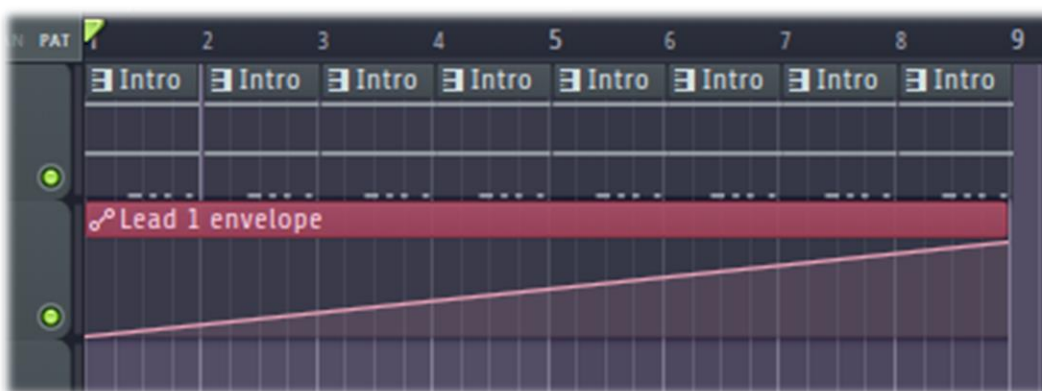 PAT 1 2 3 4 5 6 7 8 9
Intro Intro Intro Intro Intro Intro Intro Intro
Lead 1 envelope